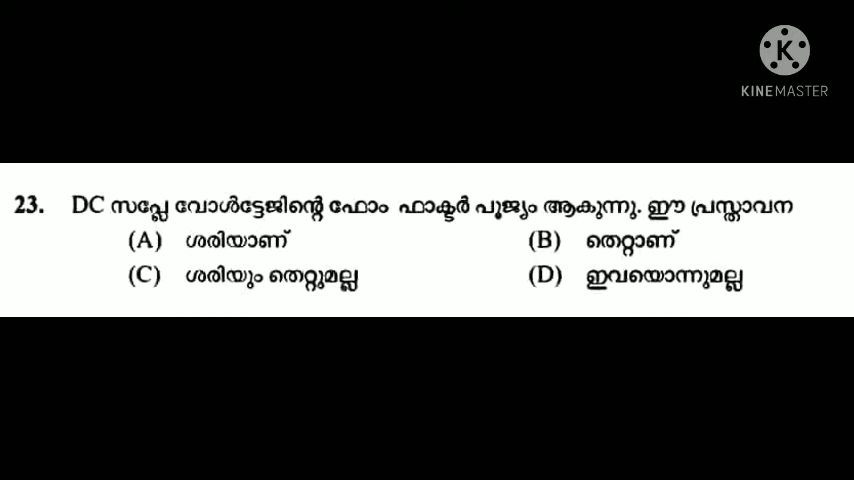 K
KINEMASTER
23. DC സപ്ലേ വോൾട്ടേജിന്റെ ഫോം ഫാക്ടർ പൂജ്യം ആകുന്നു. ഈ പ്രസ്താവന
(A) ശരിയാണ് (B) തെറ്റാണ്
(C) ശരിയും തെറ്റുമല്ല (D) ഇവയൊന്നുമല്ല